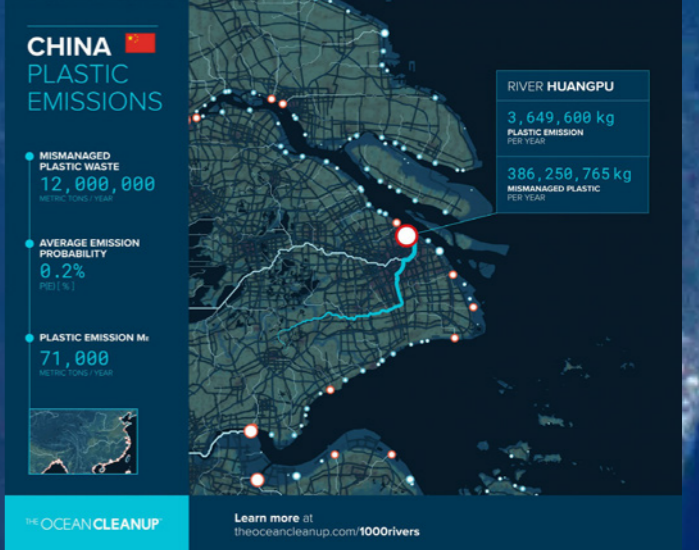 CHINA
PLASTIC
EMISSIONS
MISMANAGED
PLASTIC WASTE
12,000,000
METRIC TONS / YEAR
AVERAGE EMISSION
PROBABILITY
0.2%
P(E) [ % ]
PLASTIC EMISSION ME
71,000
METRIC TONS / YEAR
RIVER HUANGPU
3,649,600 kg
PLASTIC EMISSION
PER YEAR
386,250,765 kg
MISMANAGED PLASTIC
PER YEAR
THE OCEAN CLEANUP
Learn more at
theoceancleanup.com/1000rivers